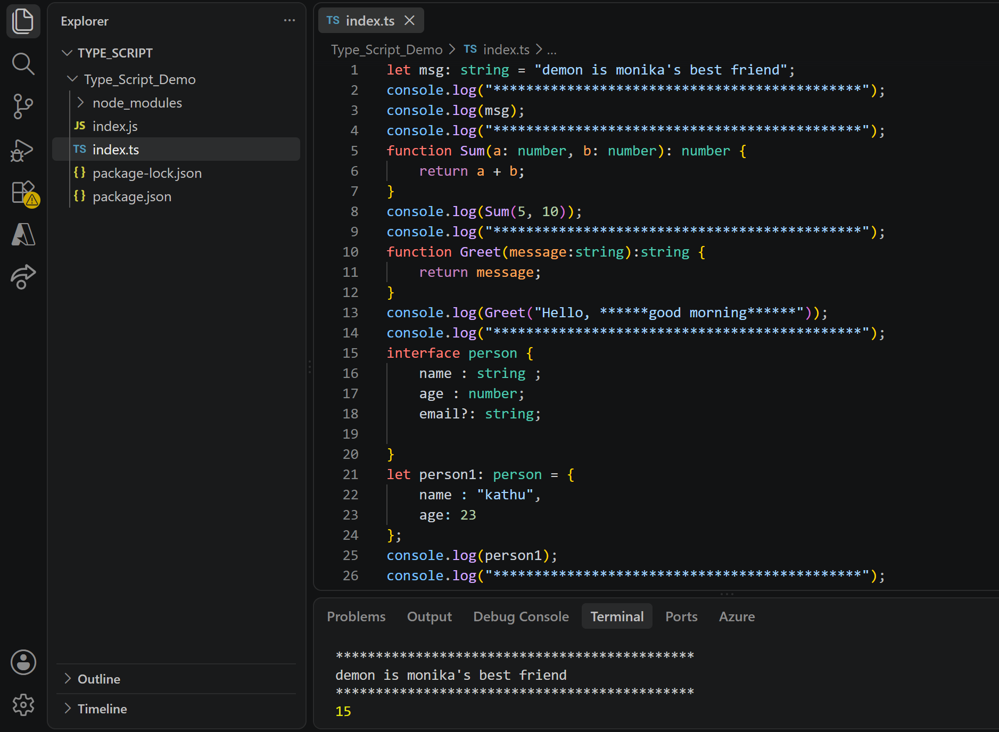 Explorer
TYPE_SCRIPT
Type_Script_Demo
node_modules
JS index.js
TS index.ts
{} package-lock.json
{} package.json
Outline
Timeline
TS index.ts
Type_Script_Demo > TS index.ts > ...
1 let msg: string = "demon is monika's best friend";
2 console.log("*********************************************");
3 console.log(msg);
4 console.log("*********************************************");
5 function Sum(a: number, b: number): number {
6 return a + b;
7 }
8 console.log(Sum(5, 10));
9 console.log("*********************************************");
10 function Greet(message:string):string {
11 return message;
12 }
13 console.log(Greet("Hello, ******good morning******"));
14 console.log("*********************************************");
15 interface person {
16 name : string ;
17 age : number;
18 email?: string;
19
20 }
21 let person1: person = {
22 name : "kathu",
23 age: 23
24 };
25 console.log(person1);
26 console.log("*********************************************");
Problems Output Debug Console Terminal Ports Azure
*********************************************
demon is monika's best friend
*********************************************
15